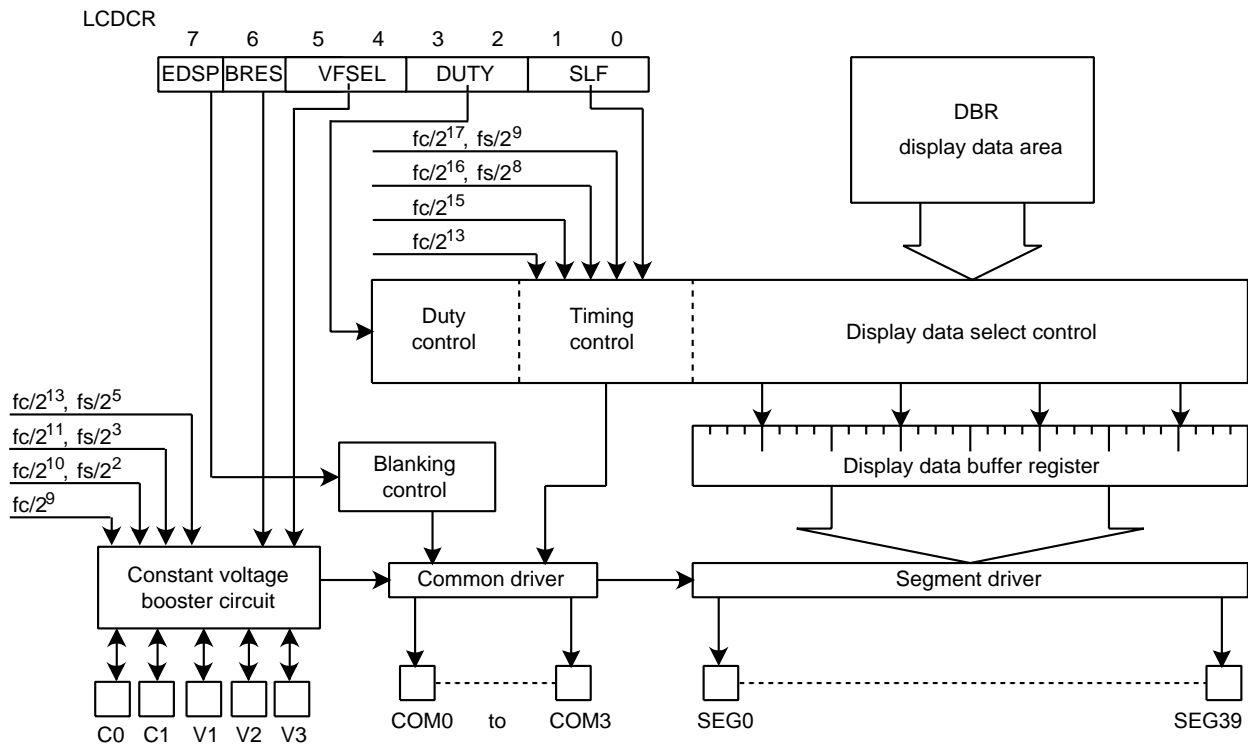 LCDCR
7 6 5 4 3 2 1 0
EDSP BRES VFSEL DUTY SLF
DBR
display data area
fc/2^17, fs/2^9
fc/2^16, fs/2^8
fc/2^15
fc/2^13
Duty
control
Timing
control
Display data select control
fc/2^13, fs/2^5
fc/2^11, fs/2^3
fc/2^10, fs/2^2
fc/2^9
Blanking
control
Display data buffer register
Constant voltage
booster circuit
Common driver
Segment driver
C0 C1 V1 V2 V3
COM0 to COM3
SEG0 SEG39